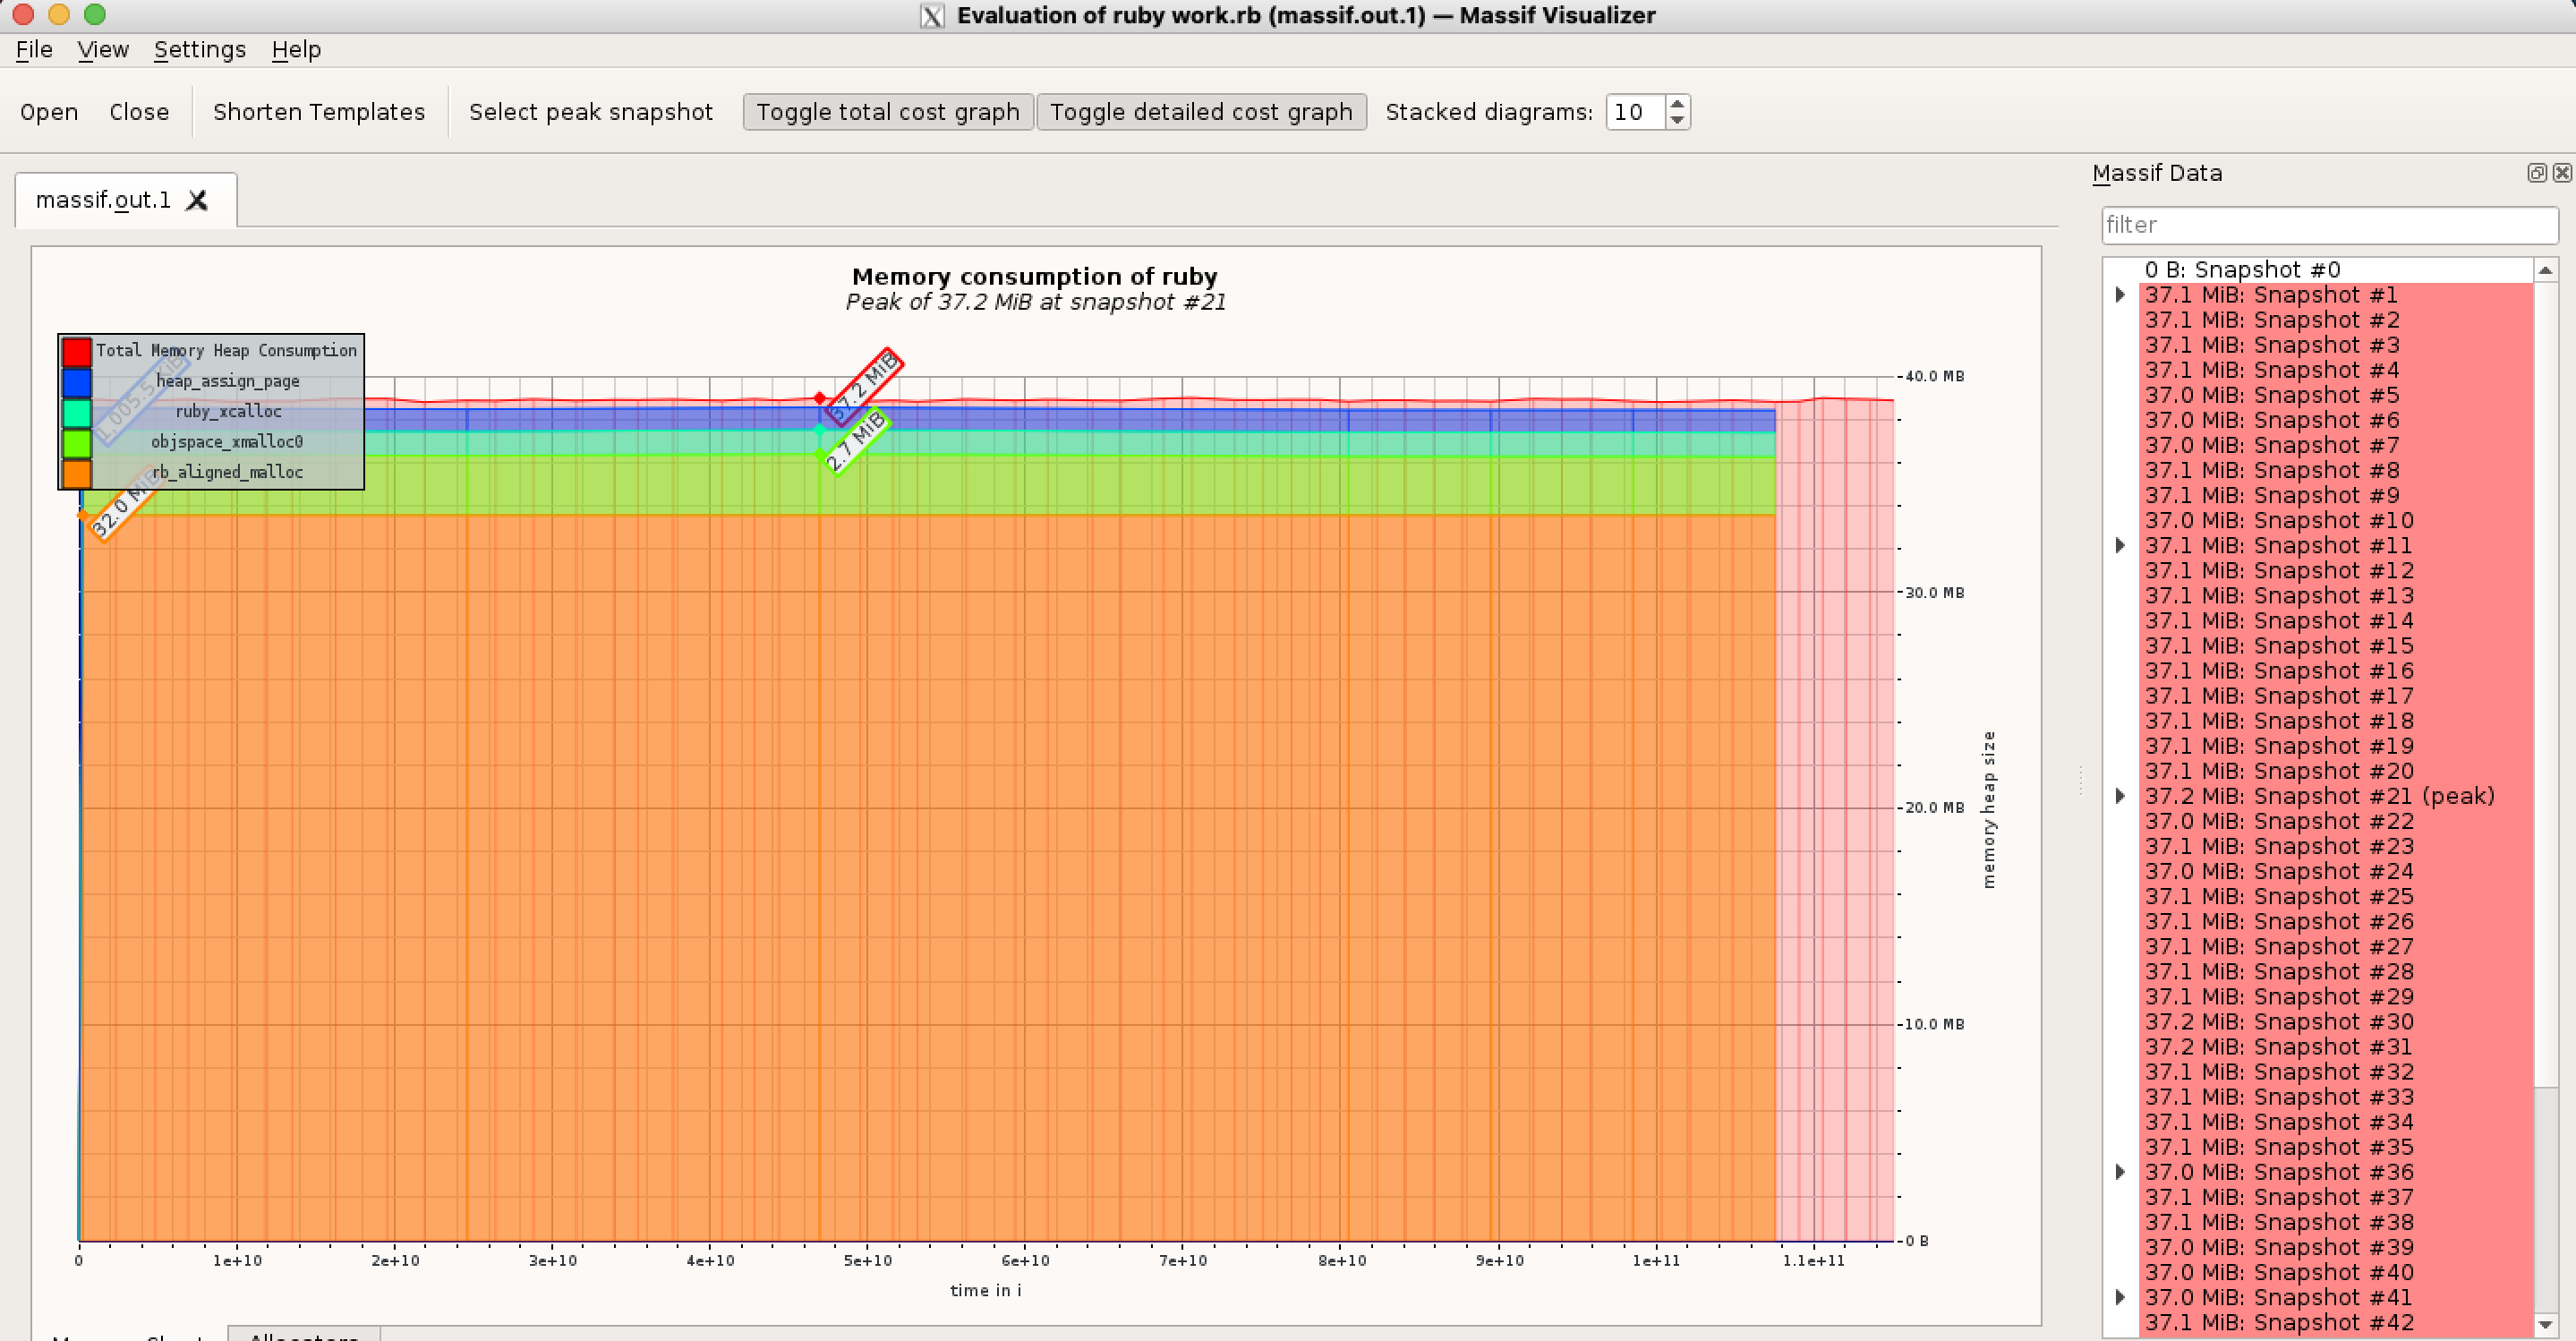 Evaluation of ruby work.rb (massif.out.1) — Massif Visualizer
File View Settings Help
Open Close Shorten Templates Select peak snapshot Toggle total cost graph Toggle detailed cost graph Stacked diagrams: 10
massif.out.1
Memory consumption of ruby
Peak of 37.2 MiB at snapshot #21
Total Memory Heap Consumption
heap_assign_page
ruby_xcalloc
objspace_xmalloc0
rb_aligned_malloc
1,005.5 KiB
32.0 MiB
37.2 MiB
2.7 MiB
40.0 MB
30.0 MB
20.0 MB
10.0 MB
0 B
memory heap size
0 1e+10 2e+10 3e+10 4e+10 5e+10 6e+10 7e+10 8e+10 9e+10 1e+11 1.1e+11
time in i
Allocators
Massif Data
filter
0 B: Snapshot #0
37.1 MiB: Snapshot #1
37.1 MiB: Snapshot #2
37.1 MiB: Snapshot #3
37.1 MiB: Snapshot #4
37.0 MiB: Snapshot #5
37.0 MiB: Snapshot #6
37.0 MiB: Snapshot #7
37.1 MiB: Snapshot #8
37.1 MiB: Snapshot #9
37.0 MiB: Snapshot #10
37.1 MiB: Snapshot #11
37.1 MiB: Snapshot #12
37.1 MiB: Snapshot #13
37.1 MiB: Snapshot #14
37.1 MiB: Snapshot #15
37.1 MiB: Snapshot #16
37.1 MiB: Snapshot #17
37.1 MiB: Snapshot #18
37.1 MiB: Snapshot #19
37.1 MiB: Snapshot #20
37.2 MiB: Snapshot #21 (peak)
37.0 MiB: Snapshot #22
37.1 MiB: Snapshot #23
37.0 MiB: Snapshot #24
37.1 MiB: Snapshot #25
37.1 MiB: Snapshot #26
37.1 MiB: Snapshot #27
37.1 MiB: Snapshot #28
37.1 MiB: Snapshot #29
37.2 MiB: Snapshot #30
37.2 MiB: Snapshot #31
37.1 MiB: Snapshot #32
37.1 MiB: Snapshot #33
37.1 MiB: Snapshot #34
37.1 MiB: Snapshot #35
37.0 MiB: Snapshot #36
37.1 MiB: Snapshot #37
37.1 MiB: Snapshot #38
37.0 MiB: Snapshot #39
37.0 MiB: Snapshot #40
37.0 MiB: Snapshot #41
37.1 MiB: Snapshot #42